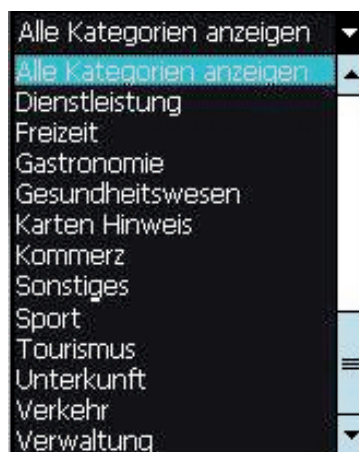 Alle Kategorien anzeigen
Alle Kategorien anzeigen
Dienstleistung
Freizeit
Gastronomie
Gesundheitswesen
Karten Hinweis
Kommerz
Sonstiges
Sport
Tourismus
Unterkunft
Verkehr
Verwaltung